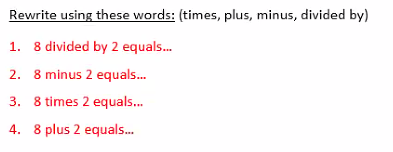 Rewrite using these words: (times, plus, minus, divided by)
1. 8 divided by 2 equals...
2. 8 minus 2 equals...
3. 8 times 2 equals...
4. 8 plus 2 equals...